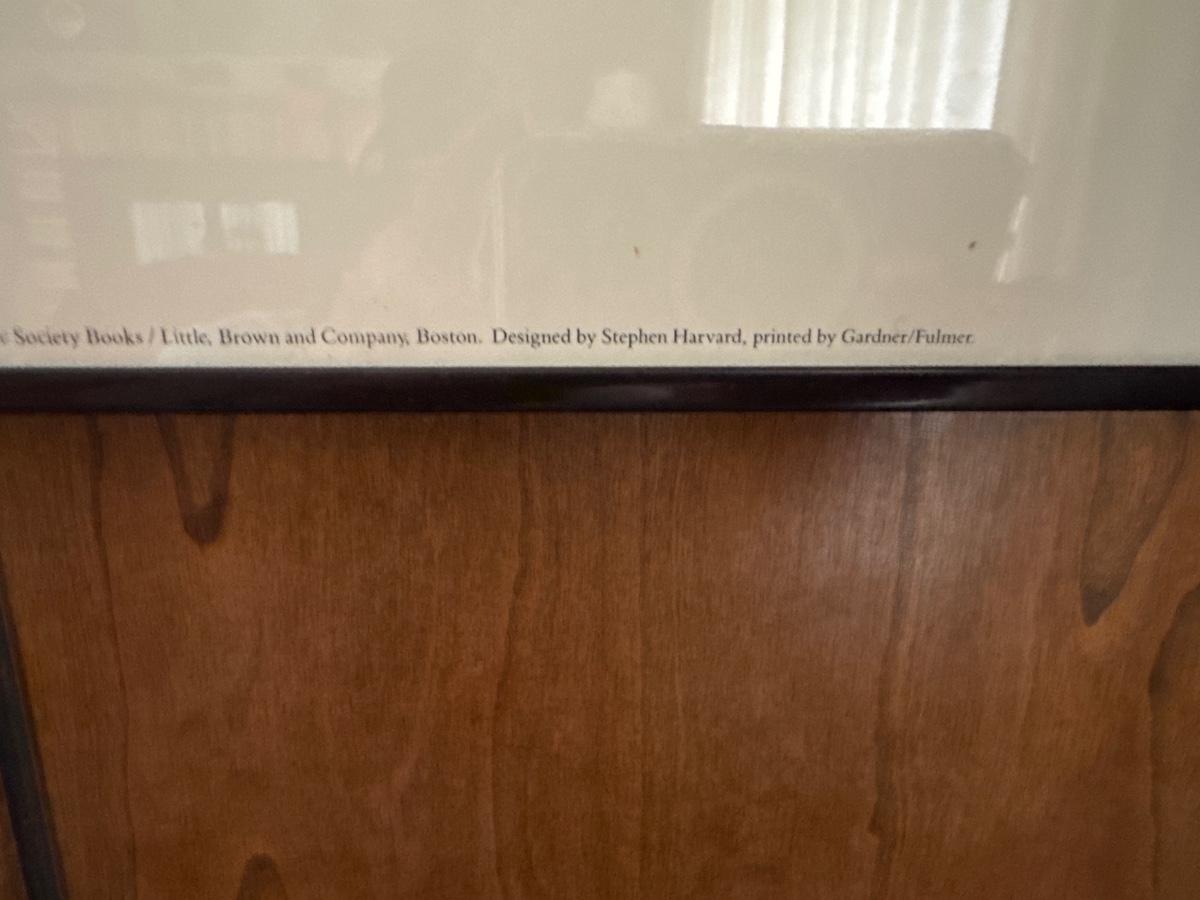 Society Books / Little, Brown and Company, Boston. Designed by Stephen Harvard, printed by Gardner/Fulmer.